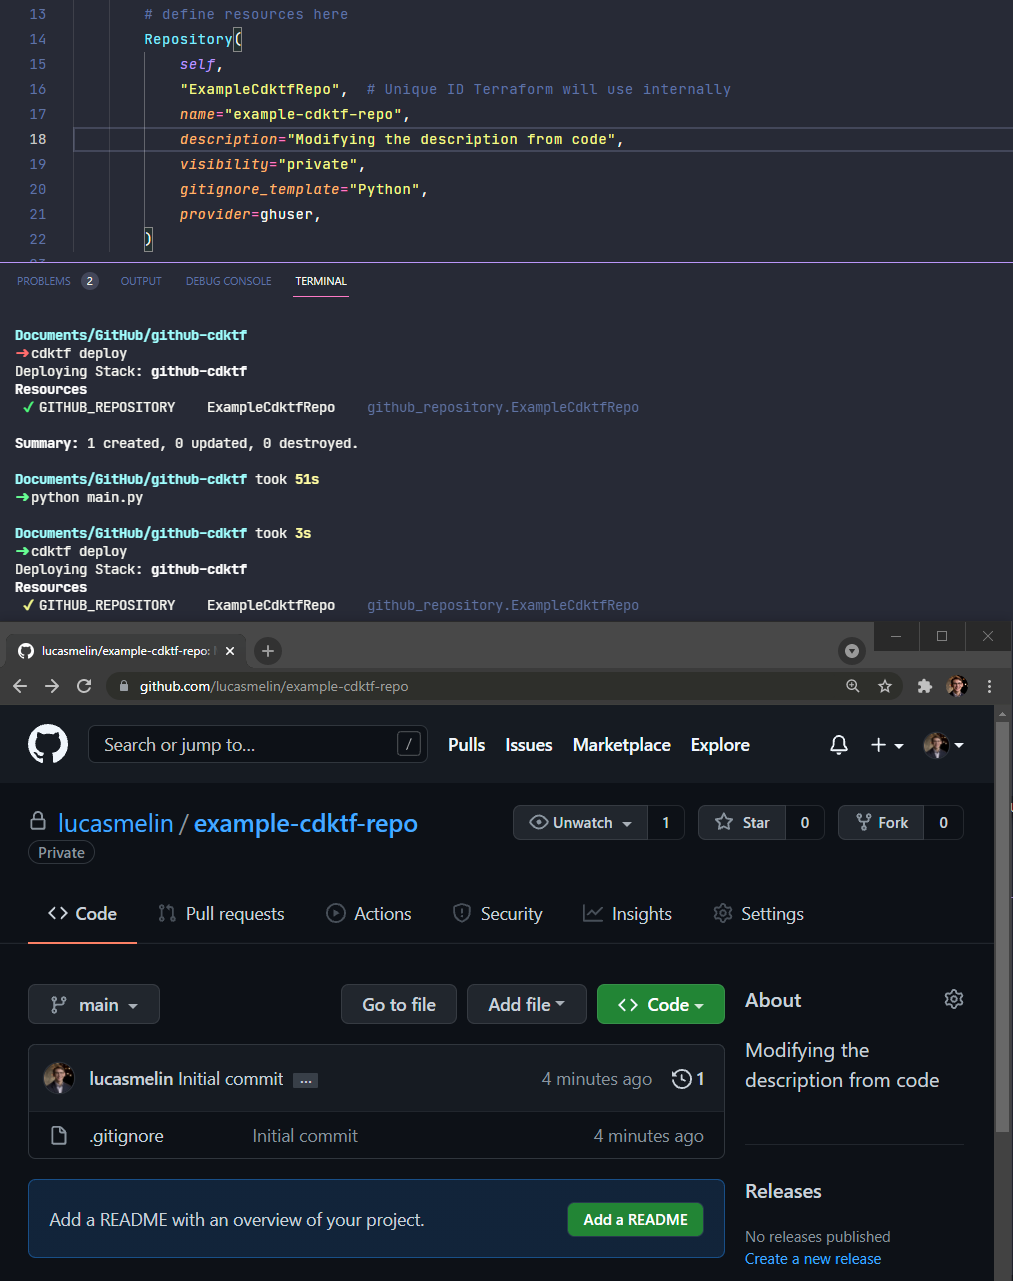 13 # define resources here
14 Repository(
15 self,
16 "ExampleCdktfRepo", # Unique ID Terraform will use internally
17 name="example-cdktf-repo",
18 description="Modifying the description from code",
19 visibility="private",
20 gitignore_template="Python",
21 provider=ghuser,
22 )
PROBLEMS 2 OUTPUT DEBUG CONSOLE TERMINAL
Documents/GitHub/github-cdktf
➜cdktf deploy
Deploying Stack: github-cdktf
Resources
✓ GITHUB_REPOSITORY ExampleCdktfRepo github_repository.ExampleCdktfRepo
Summary: 1 created, 0 updated, 0 destroyed.
Documents/GitHub/github-cdktf took 51s
➜python main.py
Documents/GitHub/github-cdktf took 3s
➜cdktf deploy
Deploying Stack: github-cdktf
Resources
✓ GITHUB_REPOSITORY ExampleCdktfRepo github_repository.ExampleCdktfRepo
lucasmelin/example-cdktf-repo:
github.com/lucasmelin/example-cdktf-repo
Search or jump to... / Pulls Issues Marketplace Explore
lucasmelin / example-cdktf-repo Unwatch 1 Star 0 Fork 0
Private
Code Pull requests Actions Security Insights Settings
main Go to file Add file Code About
Modifying the
description from code
lucasmelin Initial commit ... 4 minutes ago 1
.gitignore Initial commit 4 minutes ago
Add a README with an overview of your project. Add a README
Releases
No releases published
Create a new release